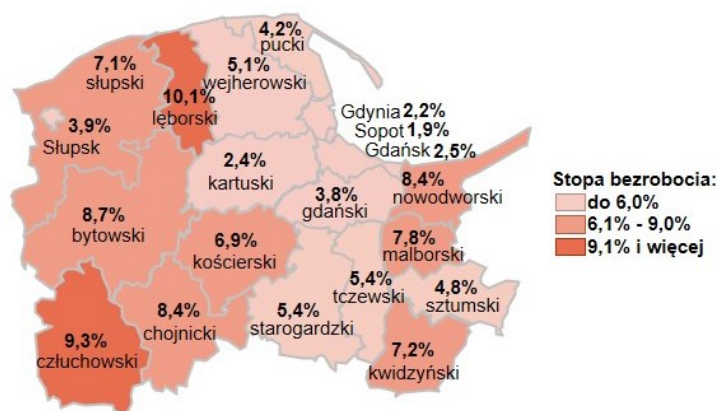 4,2%
pucki
7,1%
słupski
5,1%
wejherowski
10,1%
lęborski
Gdynia 2,2%
Sopot 1,9%
Gdańsk 2,5%
3,9%
Słupsk
2,4%
kartuski
3,8%
gdański
8,4%
nowodworski
8,7%
bytowski
6,9%
kościerski
7,8%
malborski
5,4%
tczewski
4,8%
sztumski
9,3%
człuchowski
8,4%
chojnicki
5,4%
starogardzki
7,2%
kwidzyński
Stopa bezrobocia:
do 6,0%
6,1% - 9,0%
9,1% i więcej